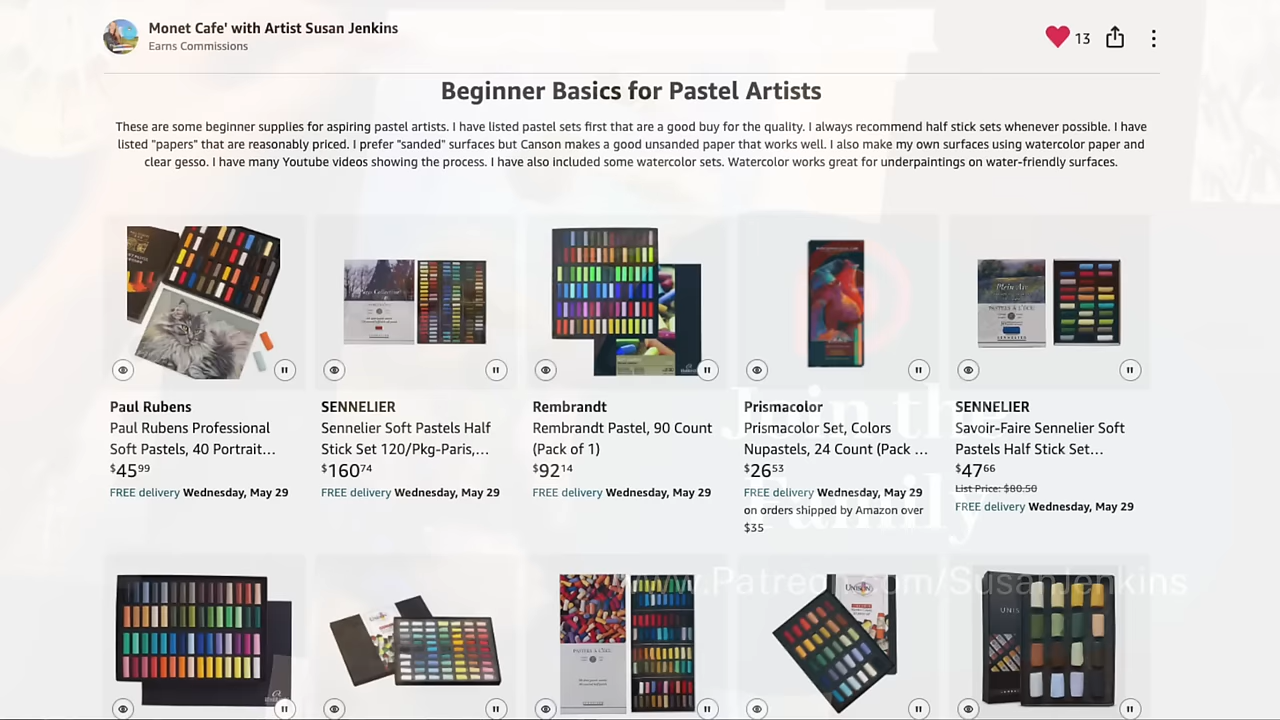 Monet Cafe' with Artist Susan Jenkins
Earns Commissions
13
Beginner Basics for Pastel Artists
These are some beginner supplies for aspiring pastel artists. I have listed pastel sets first that are a good buy for the quality. I always recommend half stick sets whenever possible. I have
listed "papers" that are reasonably priced. I prefer "sanded" surfaces but Canson makes a good unsanded paper that works well. I also make my own surfaces using watercolor paper and
clear gesso. I have many Youtube videos showing the process. I have also included some watercolor sets. Watercolor works great for underpaintings on water-friendly surfaces.
Paul Rubens
Paul Rubens Professional
Soft Pastels, 40 Portrait…
$45 99
FREE delivery Wednesday, May 29
SENNELIER
Sennelier Soft Pastels Half
Stick Set 120/Pkg-Paris,…
$160 74
FREE delivery Wednesday, May 29
Rembrandt
Rembrandt Pastel, 90 Count
(Pack of 1)
$92 14
FREE delivery Wednesday, May 29
Prismacolor
Prismacolor Set, Colors
Nupastels, 24 Count (Pack …
$26 53
FREE delivery Wednesday, May 29
on orders shipped by Amazon over
$35
SENNELIER
Savoir-Faire Sennelier Soft
Pastels Half Stick Set…
$47 66
List Price: $80.50
FREE delivery Wednesday, May 29
Join the
Family
www.Patreon.com/SusanJenkins